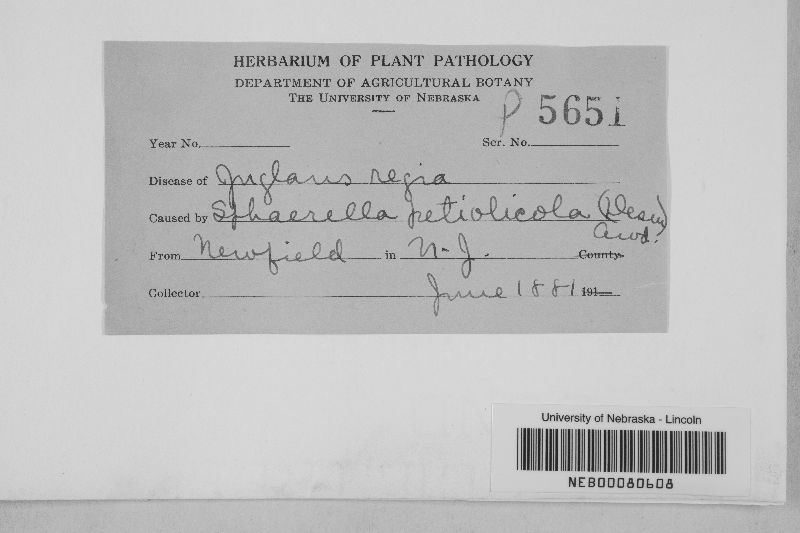 HERBARIUM OF PLANT PATHOLOGY
DEPARTMENT OF AGRICULTURAL BOTANY
THE UNIVERSITY OF NEBRASKA
P 5651
Year No. Ser. No.
Disease of Juglans regia
Caused by Sphaerella petiolicola (Desm)
Awd.
From Newfield in N-J. County.
Collector June 1881 191
University of Nebraska - Lincoln
NEB00080608